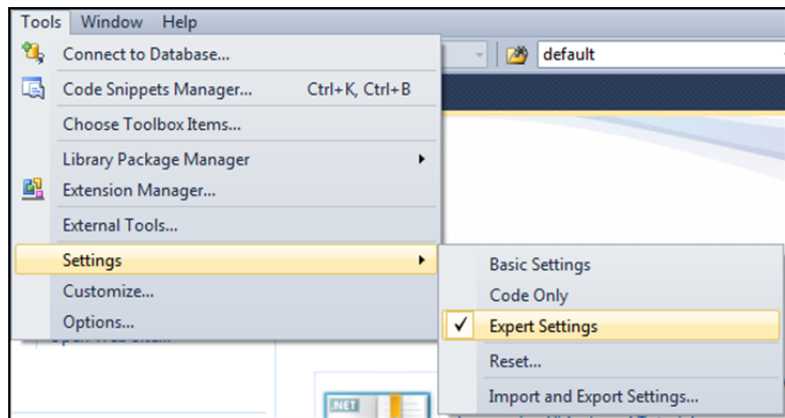 Tools Window Help
Connect to Database...
default
Code Snippets Manager... Ctrl+K, Ctrl+B
Choose Toolbox Items...
Library Package Manager
Extension Manager...
External Tools...
Settings
Basic Settings
Customize...
Code Only
Options...
Expert Settings
Reset...
Import and Export Settings...
.NET